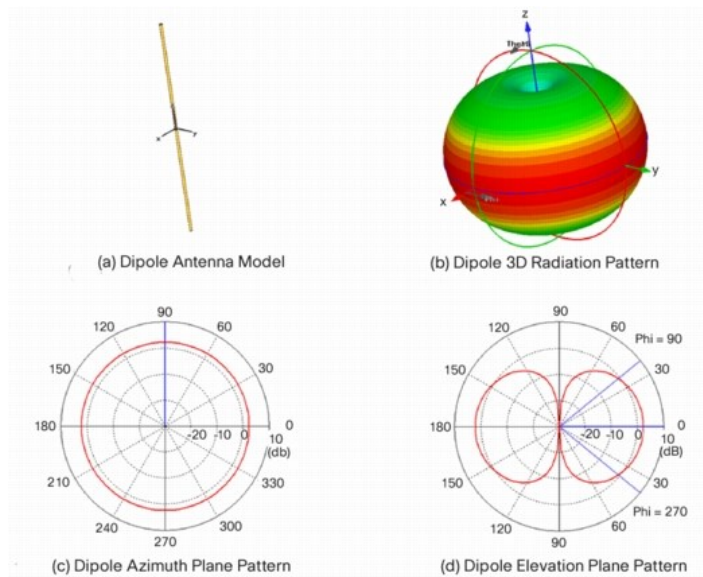 x
y
(a) Dipole Antenna Model
z
Theta
x
y
(b) Dipole 3D Radiation Pattern
90
120
60
150
30
180
-20 -10 0 10
(db)
0
210
330
240
300
270
(c) Dipole Azimuth Plane Pattern
90
120
60
Phi = 90
150
30
180
-20 -10 0 10
(dB)
0
150
30
120
60
Phi = 270
90
(d) Dipole Elevation Plane Pattern